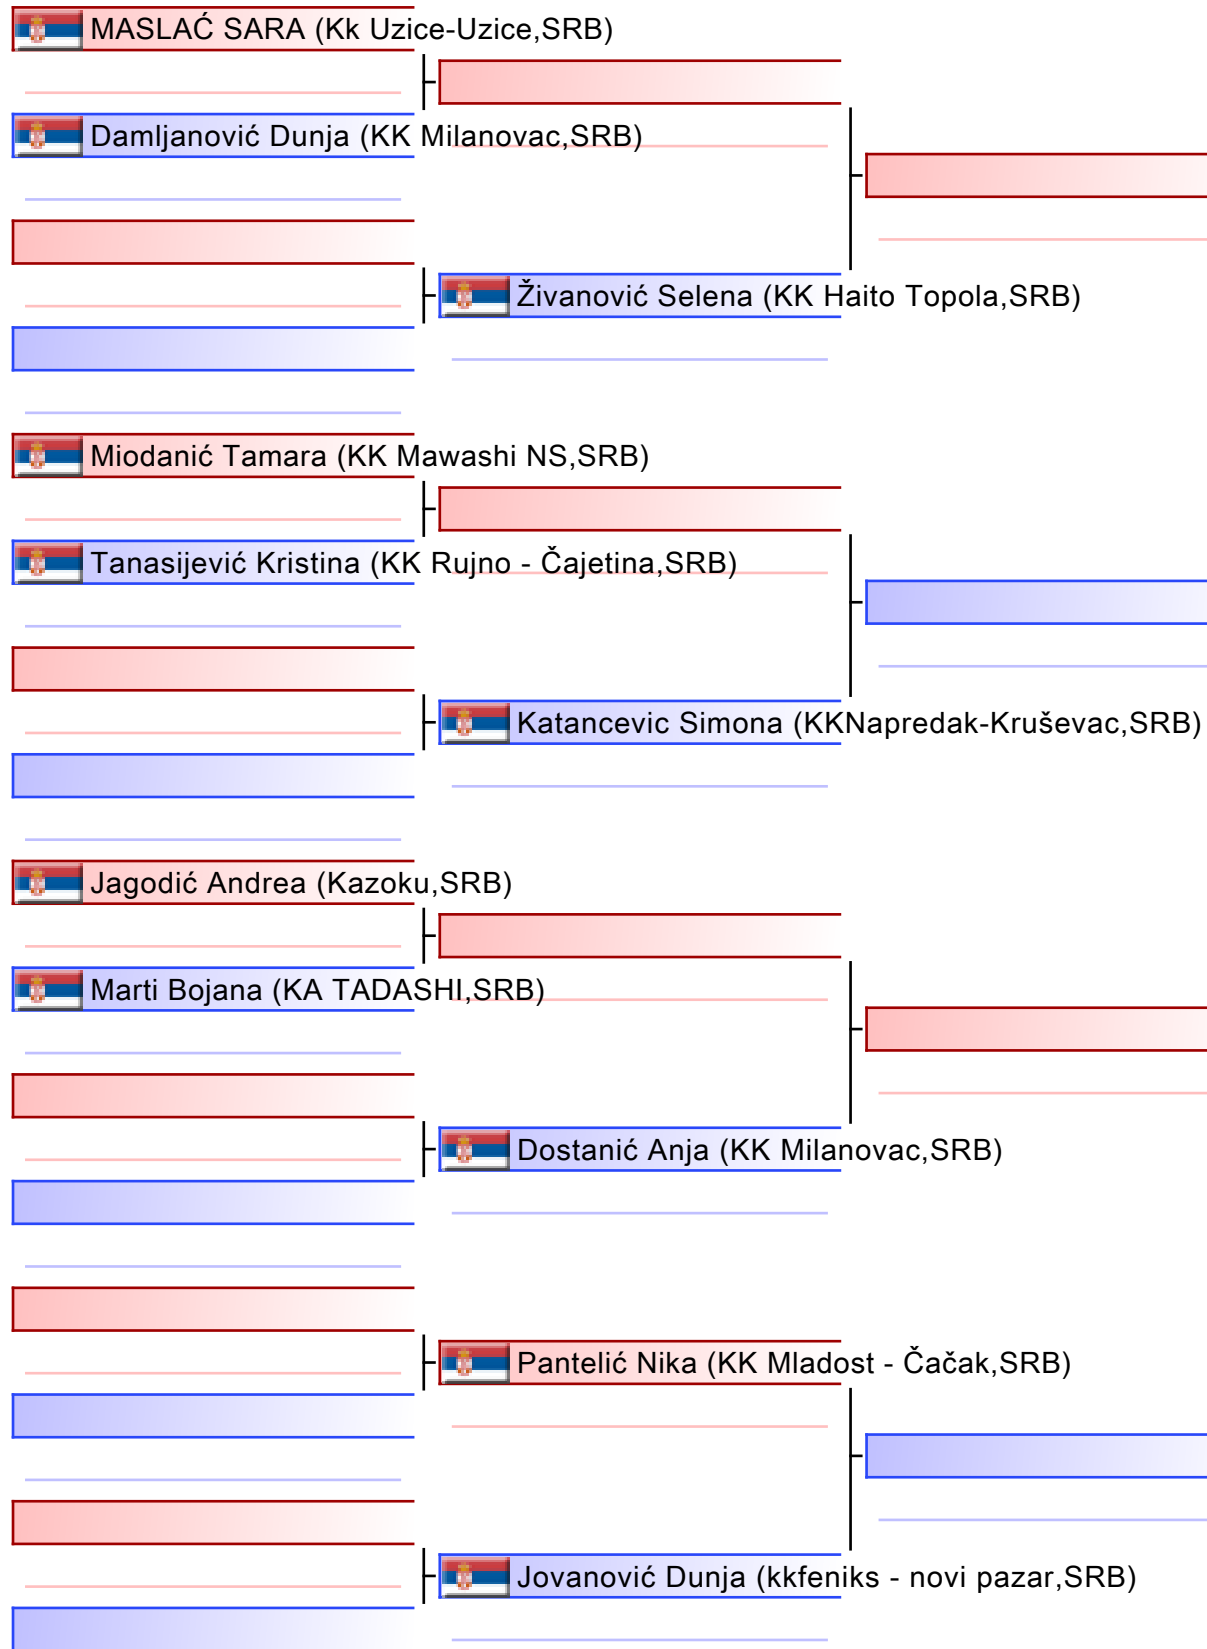 MASLAĆ SARA (Kk Uzice-Uzice,SRB)
Damljanović Dunja (KK Milanovac,SRB)
Živanović Selena (KK Haito Topola,SRB)
Miodanić Tamara (KK Mawashi NS,SRB)
Tanasijević Kristina (KK Rujno - Čajetina,SRB)
Katancevic Simona (KKNapredak-Kruševac,SRB)
Jagodić Andrea (Kazoku,SRB)
Marti Bojana (KA TADASHI,SRB)
Dostanić Anja (KK Milanovac,SRB)
Pantelić Nika (KK Mladost - Čačak,SRB)
Jovanović Dunja (kkfeniks - novi pazar,SRB)